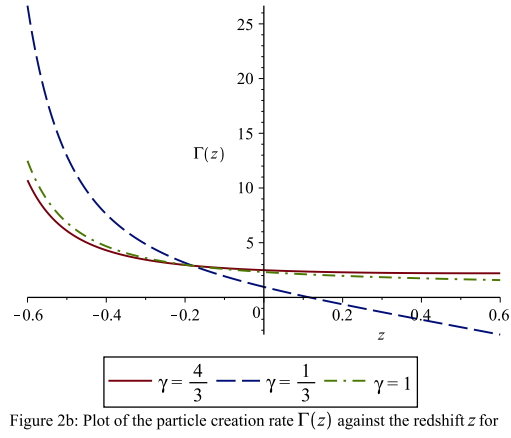 25
20
15
Γ(z)
10
5
−0.6 −0.4 −0.2 0 0.2 0.4 0.6
z
γ = 4/3 γ = 1/3 γ = 1
Figure 2b: Plot of the particle creation rate Γ(z) against the redshift z for